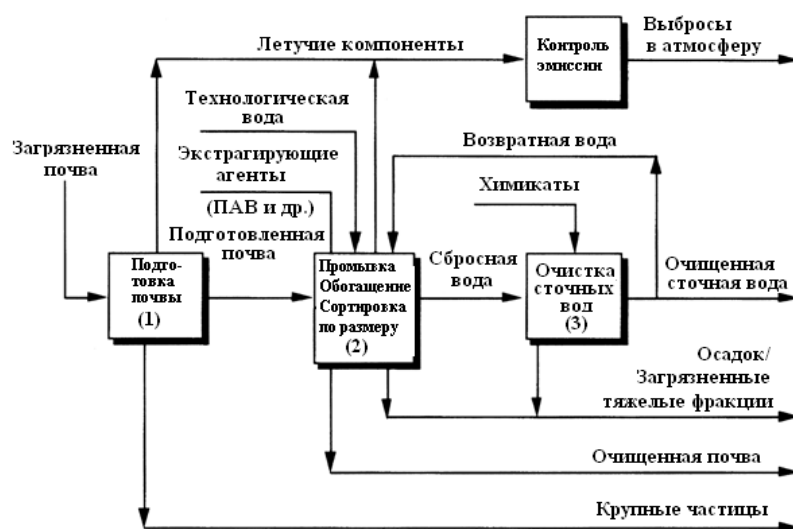 Летучие компоненты
Контроль
эмиссии
Выбросы
в атмосферу
Технологическая
вода
Загрязненная
почва
Экстрагирующие
агенты
(ПАВ и др.)
Возвратная вода
Химикаты
Подготовленная
почва
Подго-
товка
почвы
(1)
Промывка
Обогащение
Сортировка
по размеру
(2)
Сбросная
вода
Очистка
сточных
вод
(3)
Очищенная
сточная вода
Осадок/
Загрязненные
тяжелые фракции
Очищенная почва
Крупные частицы